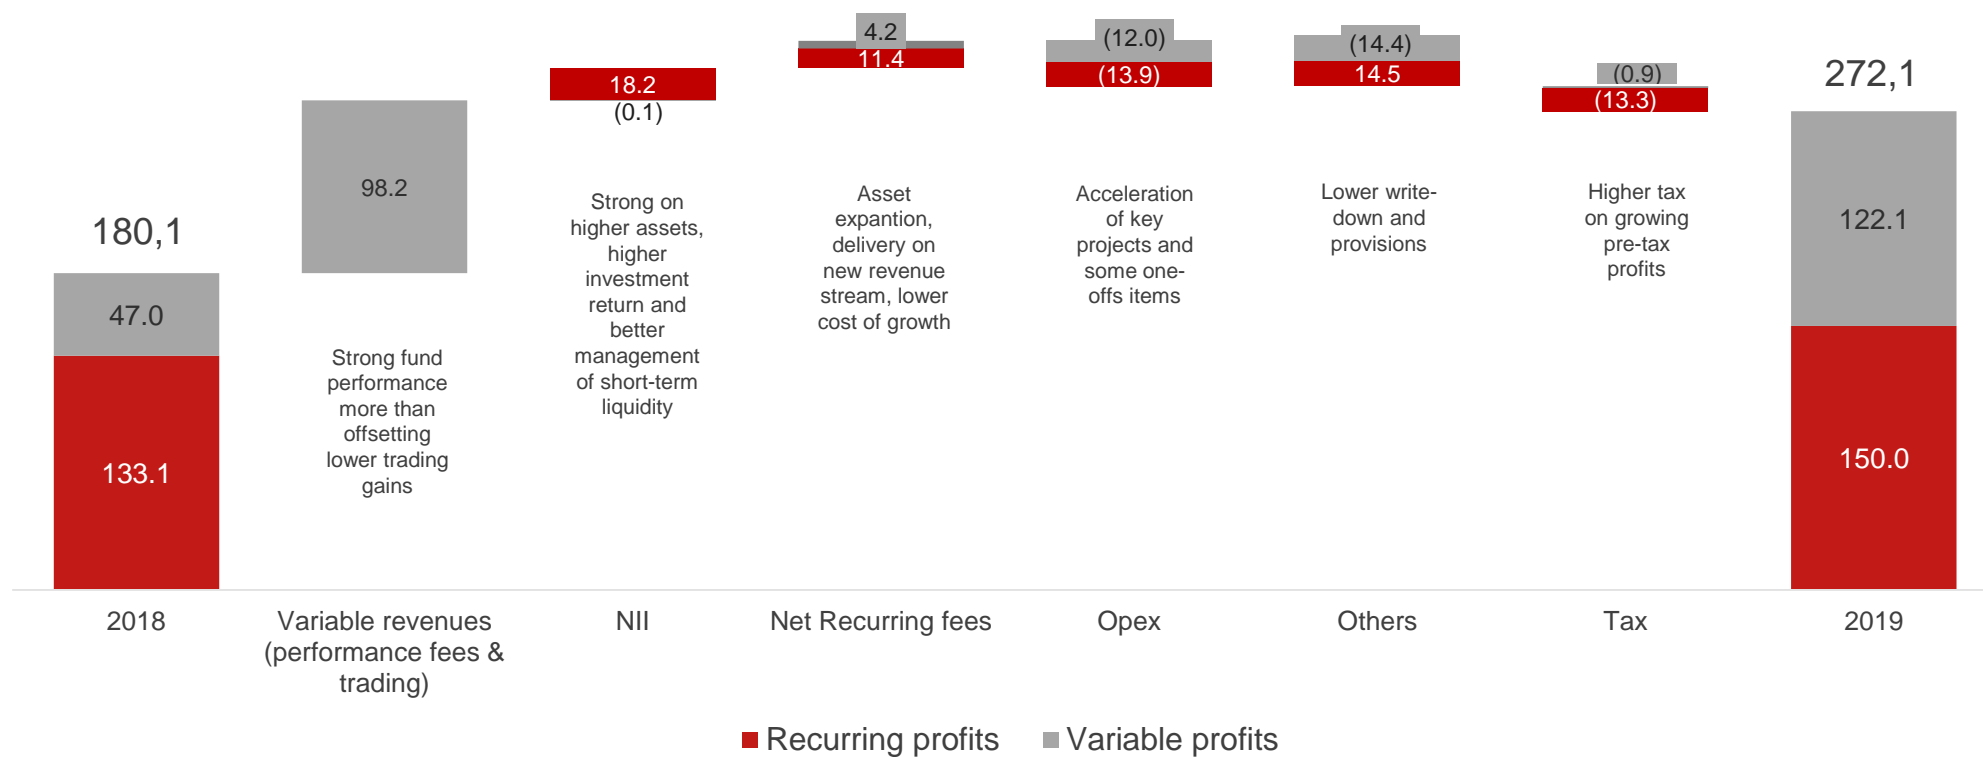 180,1
47.0
133.1
98.2
Strong fund
performance
more than
offsetting
lower trading
gains
18.2
(0.1)
Strong on
higher assets,
higher
investment
return and
better
management
of short-term
liquidity
4.2
11.4
Asset
expantion,
delivery on
new revenue
stream, lower
cost of growth
(12.0)
(13.9)
Acceleration
of key
projects and
some one-
offs items
(14.4)
14.5
Lower write-
down and
provisions
(0.9)
(13.3)
Higher tax
on growing
pre-tax
profits
272,1
122.1
150.0
2018
Variable revenues
(performance fees &
trading)
NII
Net Recurring fees
Opex
Others
Tax
2019
Recurring profits
Variable profits